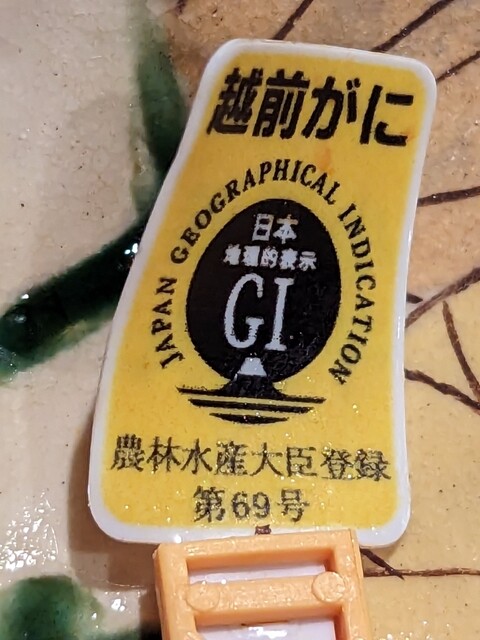 越前がに
JAPAN GEOGRAPHICAL INDICATION
日本
地理的表示
GI
農林水産大臣登録
第69号